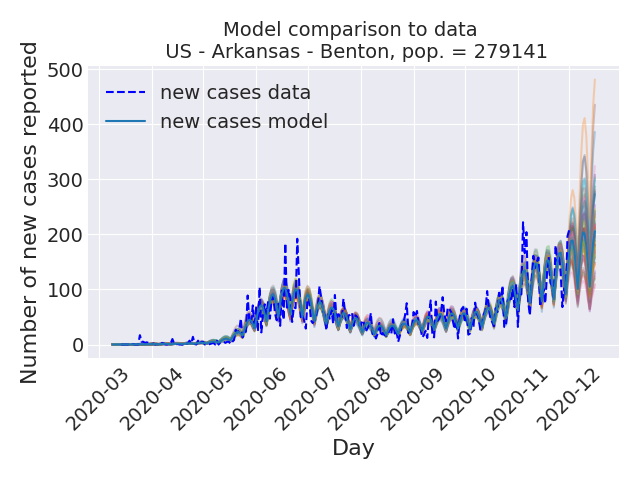 Model comparison to data
US - Arkansas - Benton, pop. = 279141
Number of new cases reported
500
400
300
200
100
0
new cases data
new cases model
2020-03
2020-04
2020-05
2020-06
2020-07
2020-08
2020-09
2020-10
2020-11
2020-12
Day